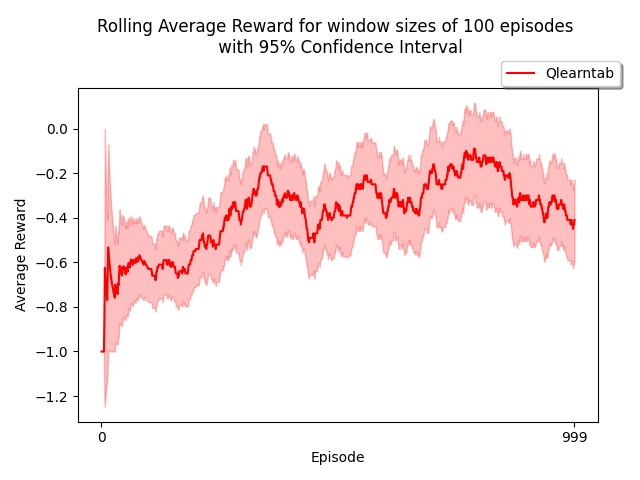 Rolling Average Reward for window sizes of 100 episodes
with 95% Confidence Interval
Qlearntab
0.0
−0.2
−0.4
−0.6
−0.8
−1.0
−1.2
Average Reward
0
999
Episode